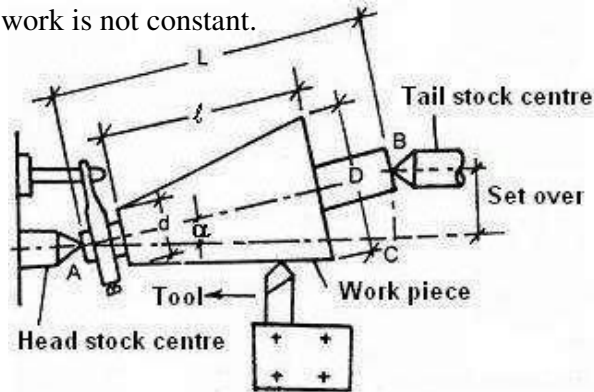 work is not constant.
L
Tail stock centre
ℓ
B
D
Set over
d
α
A
C
Tool
Work piece
Head stock centre